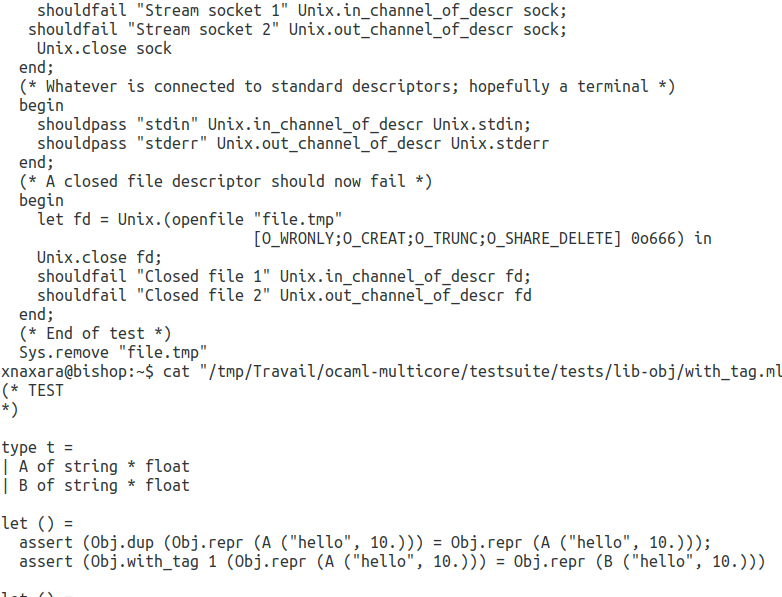 shouldfail "Stream socket 1" Unix.in_channel_of_descr sock;
   shouldfail "Stream socket 2" Unix.out_channel_of_descr sock;
    Unix.close sock
  end;
  (* Whatever is connected to standard descriptors; hopefully a terminal *)
  begin
    shouldpass "stdin" Unix.in_channel_of_descr Unix.stdin;
    shouldpass "stderr" Unix.out_channel_of_descr Unix.stderr
  end;
  (* A closed file descriptor should now fail *)
  begin
    let fd = Unix.(openfile "file.tmp"
                            [O_WRONLY;O_CREAT;O_TRUNC;O_SHARE_DELETE] 0o666) in
    Unix.close fd;
    shouldfail "Closed file 1" Unix.in_channel_of_descr fd;
    shouldfail "Closed file 2" Unix.out_channel_of_descr fd
  end;
  (* End of test *)
  Sys.remove "file.tmp"
xnaxara@bishop:~$ cat "/tmp/Travail/ocaml-multicore/testsuite/tests/lib-obj/with_tag.ml
(* TEST
*)

type t =
| A of string * float
| B of string * float

let () =
  assert (Obj.dup (Obj.repr (A ("hello", 10.))) = Obj.repr (A ("hello", 10.)));
  assert (Obj.with_tag 1 (Obj.repr (A ("hello", 10.))) = Obj.repr (B ("hello", 10.)))

let () =